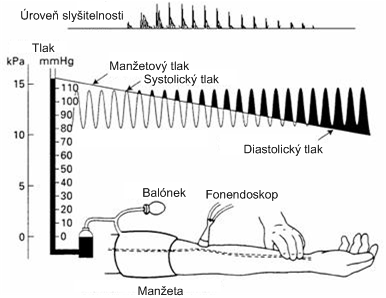 Úroveň slyšitelnosti
Tlak
kPa mmHg
Manžetový tlak
Systolický tlak
15
10
5
0
110
100
90
80
70
60
50
40
30
20
10
0
Diastolický tlak
Balónek
Fonendoskop
Manžeta